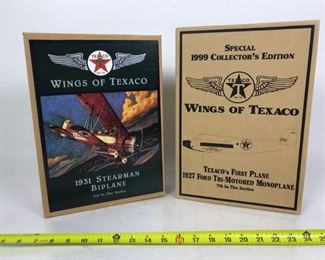 TEXACO
WINGS OF TEXACO
1931 STEARMAN
BIPLANE
3rd In The Series
SPECIAL
1999 COLLECTOR'S EDITION
WINGS OF TEXACO
TEXACO'S FIRST PLANE
1927 FORD TRI-MOTORED MONOPLANE
7th In The Series